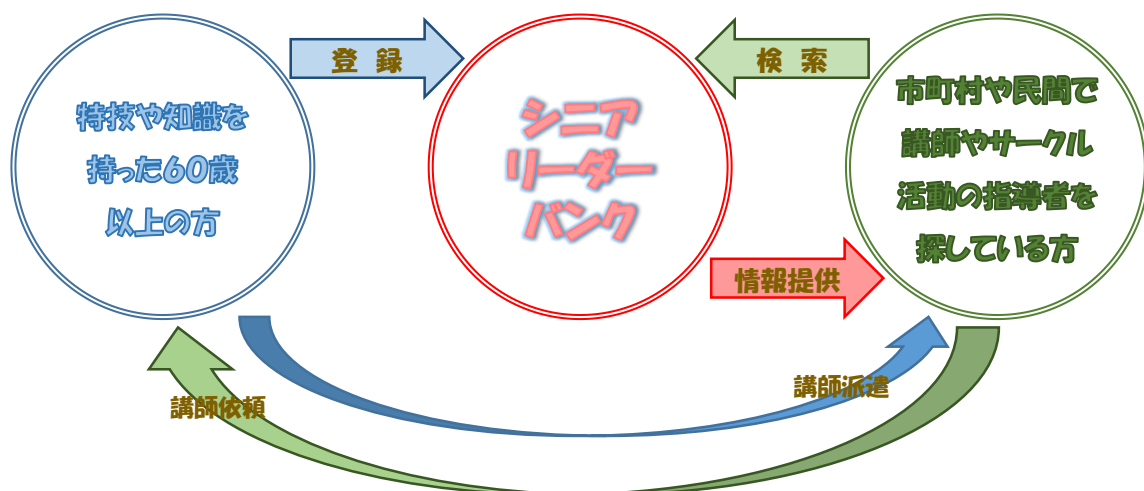 登 録
検 索
特技や知識を
持った60歳
以上の方
シニア
リーダー
バンク
市町村や民間で
講師やサークル
活動の指導者を
探している方
情報提供
講師派遣
講師依頼